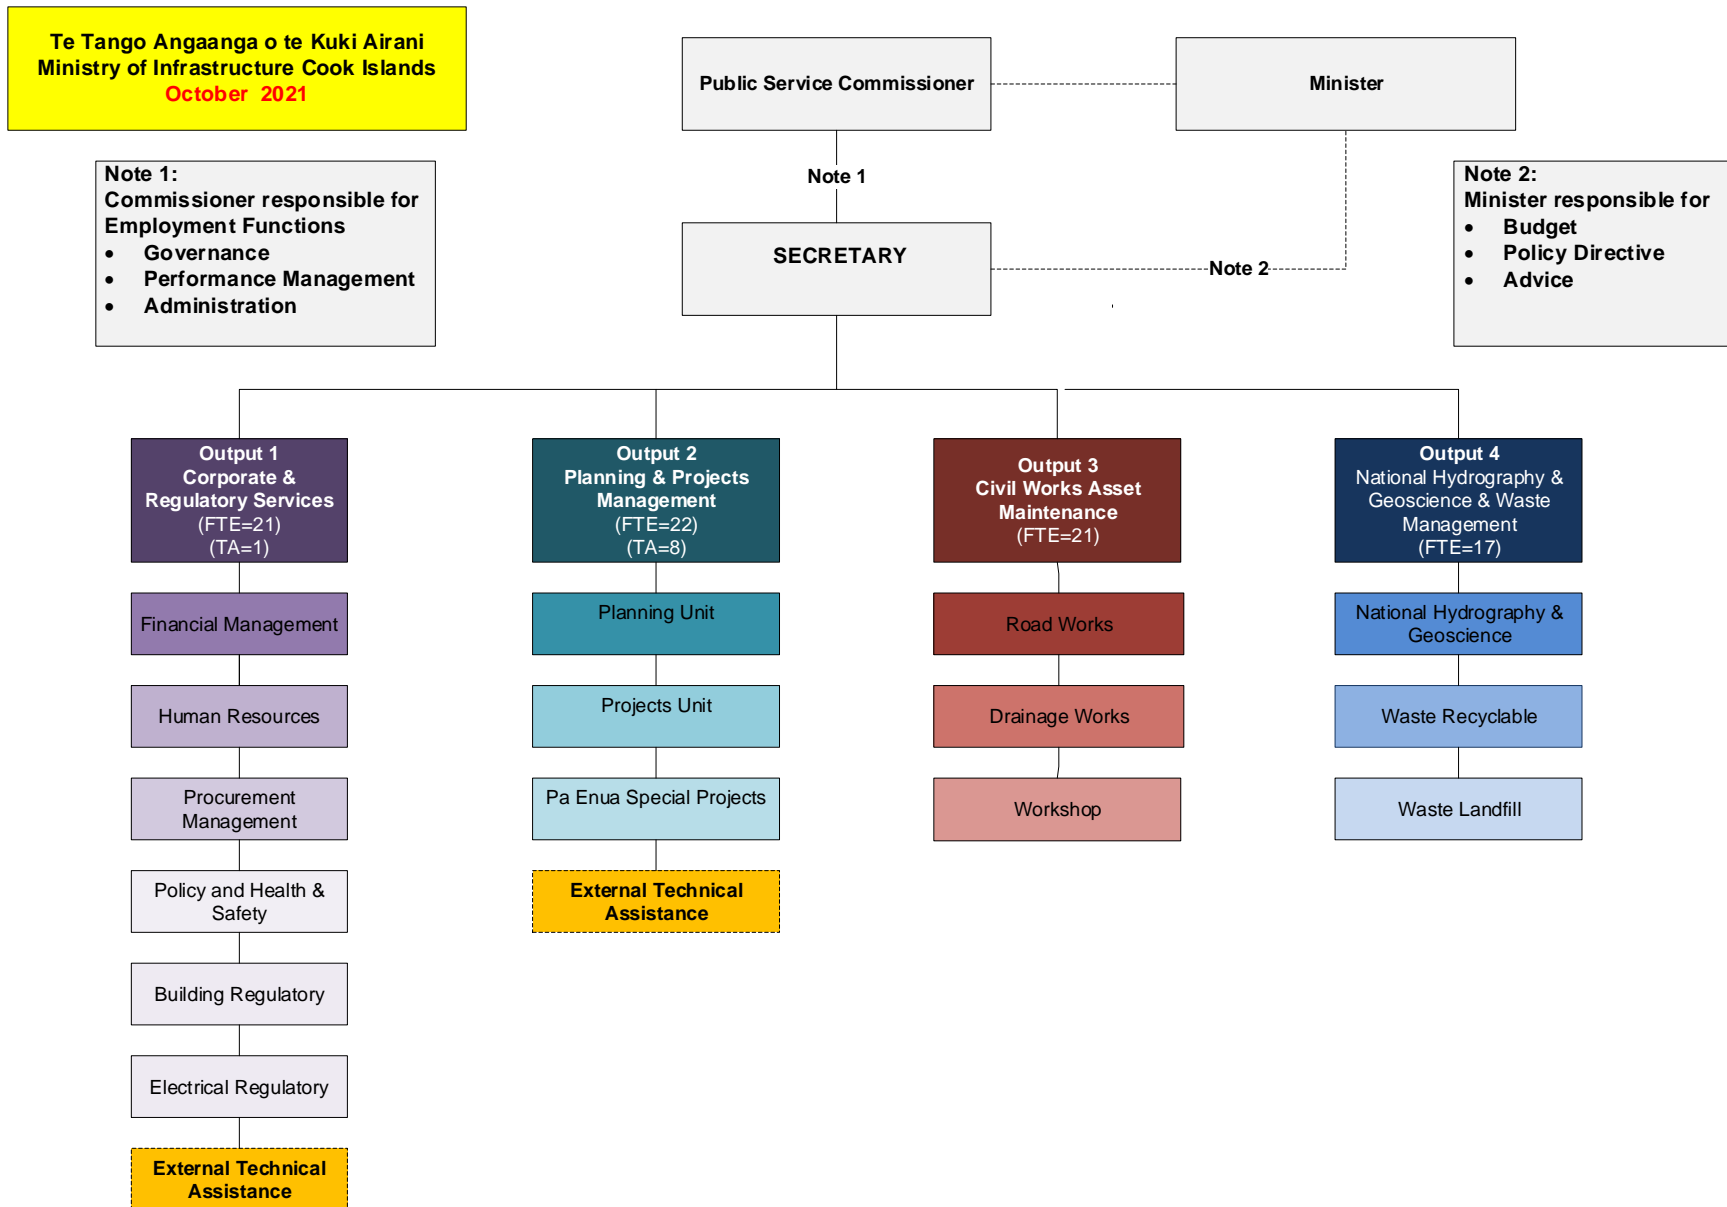 Te Tango Angaanga o te Kuki Airani
Ministry of Infrastructure Cook Islands
October  2021
Public Service Commissioner
Minister
Note 1:
Commissioner responsible for
Employment Functions
• Governance
• Performance Management
• Administration
Note 1
Note 2:
Minister responsible for
• Budget
• Policy Directive
• Advice
SECRETARY
Note 2
Output 1
Corporate &
Regulatory Services
(FTE=21)
(TA=1)
Financial Management
Human Resources
Procurement
Management
Policy and Health &
Safety
Building Regulatory
Electrical Regulatory
External Technical
Assistance
Output 2
Planning & Projects
Management
(FTE=22)
(TA=8)
Planning Unit
Projects Unit
Pa Enua Special Projects
External Technical
Assistance
Output 3
Civil Works Asset
Maintenance
(FTE=21)
Road Works
Drainage Works
Workshop
Output 4
National Hydrography &
Geoscience & Waste
Management
(FTE=17)
National Hydrography &
Geoscience
Waste Recyclable
Waste Landfill